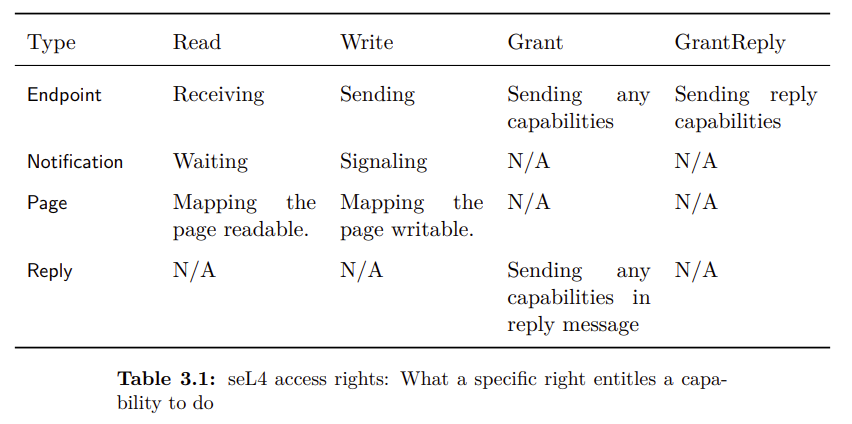 Type Read Write Grant GrantReply
Endpoint Receiving Sending Sending any Sending reply
capabilities capabilities
Notification Waiting Signaling N/A N/A
Page Mapping the Mapping the N/A N/A
page readable. page writable.
Reply N/A N/A Sending any N/A
capabilities in
reply message
Table 3.1: seL4 access rights: What a specific right entitles a capa-
bility to do